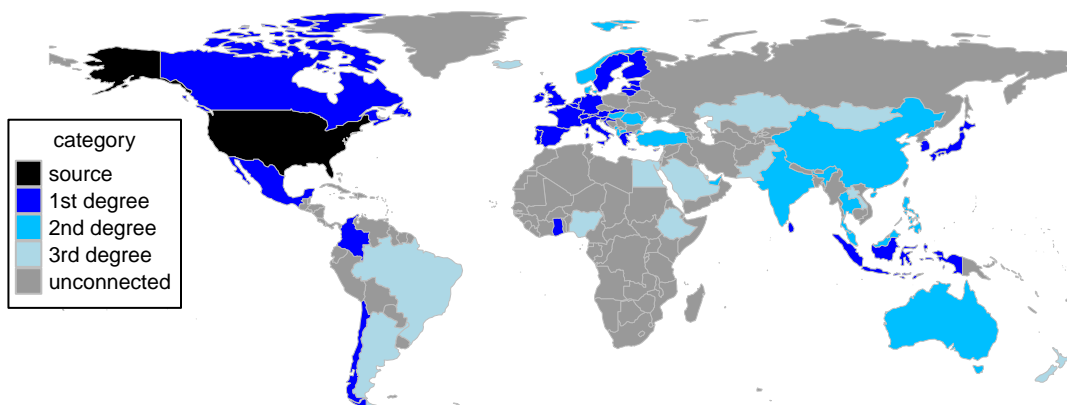 category
source
1st degree
2nd degree
3rd degree
unconnected